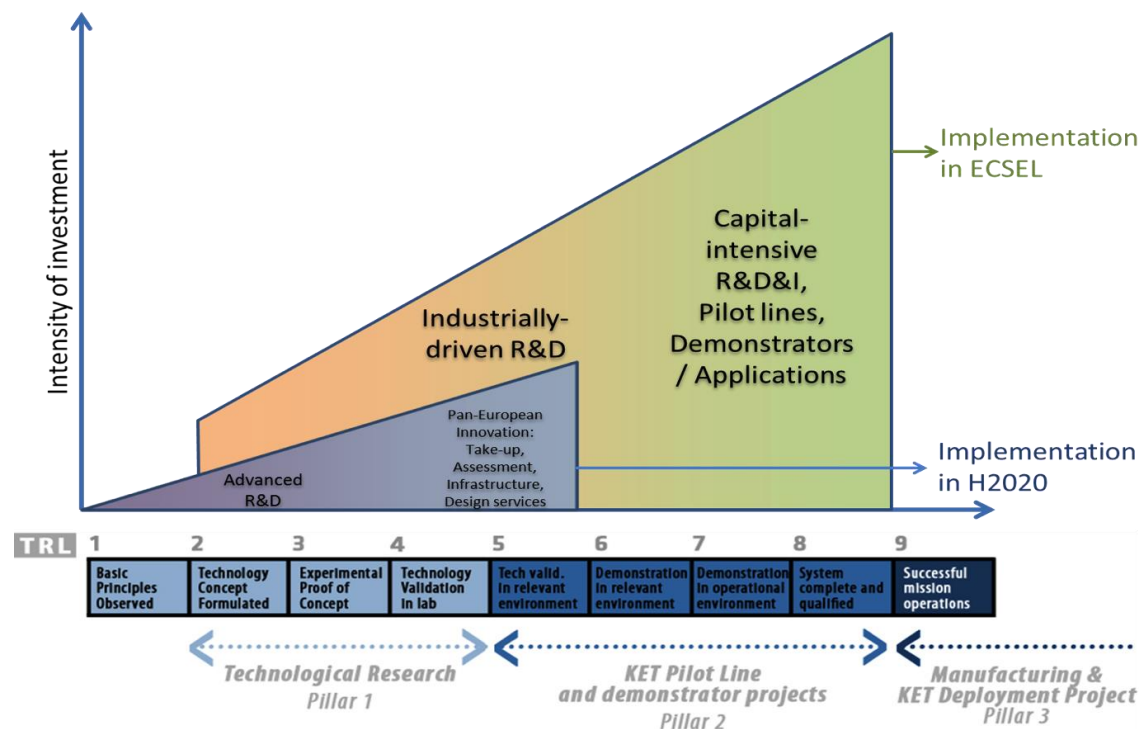 Intensity of investment
Implementation
in ECSEL
Capital-
intensive
R&D&I,
Pilot lines,
Demonstrators
/ Applications
Industrially-
driven R&D
Pan-European
Innovation:
Take-up,
Assessment,
Infrastructure,
Design services
Advanced
R&D
Implementation
in H2020
TRL 1 2 3 4 5 6 7 8 9
Basic
Principles
Observed
Technology
Concept
Formulated
Experimental
Proof of
Concept
Technology
Validation
In lab
Tech valid.
In relevant
environment
Demonstration
In relevant
environment
Demonstration
In operational
environment
System
complete and
qualified
Successful
mission
operations
Technological Research
Pillar 1
KET Pilot Line
and demonstrator projects
Pillar 2
Manufacturing &
KET Deployment Project
Pillar 3